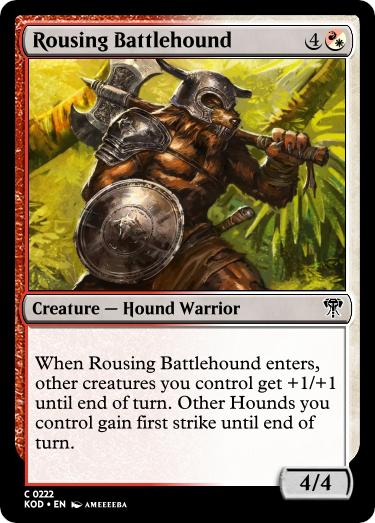 Rousing Battlehound 4
Creature — Hound Warrior
When Rousing Battlehound enters,
other creatures you control get +1/+1
until end of turn. Other Hounds you
control gain first strike until end of
turn.
4/4
C 0222
KOD • EN AMEEEBA